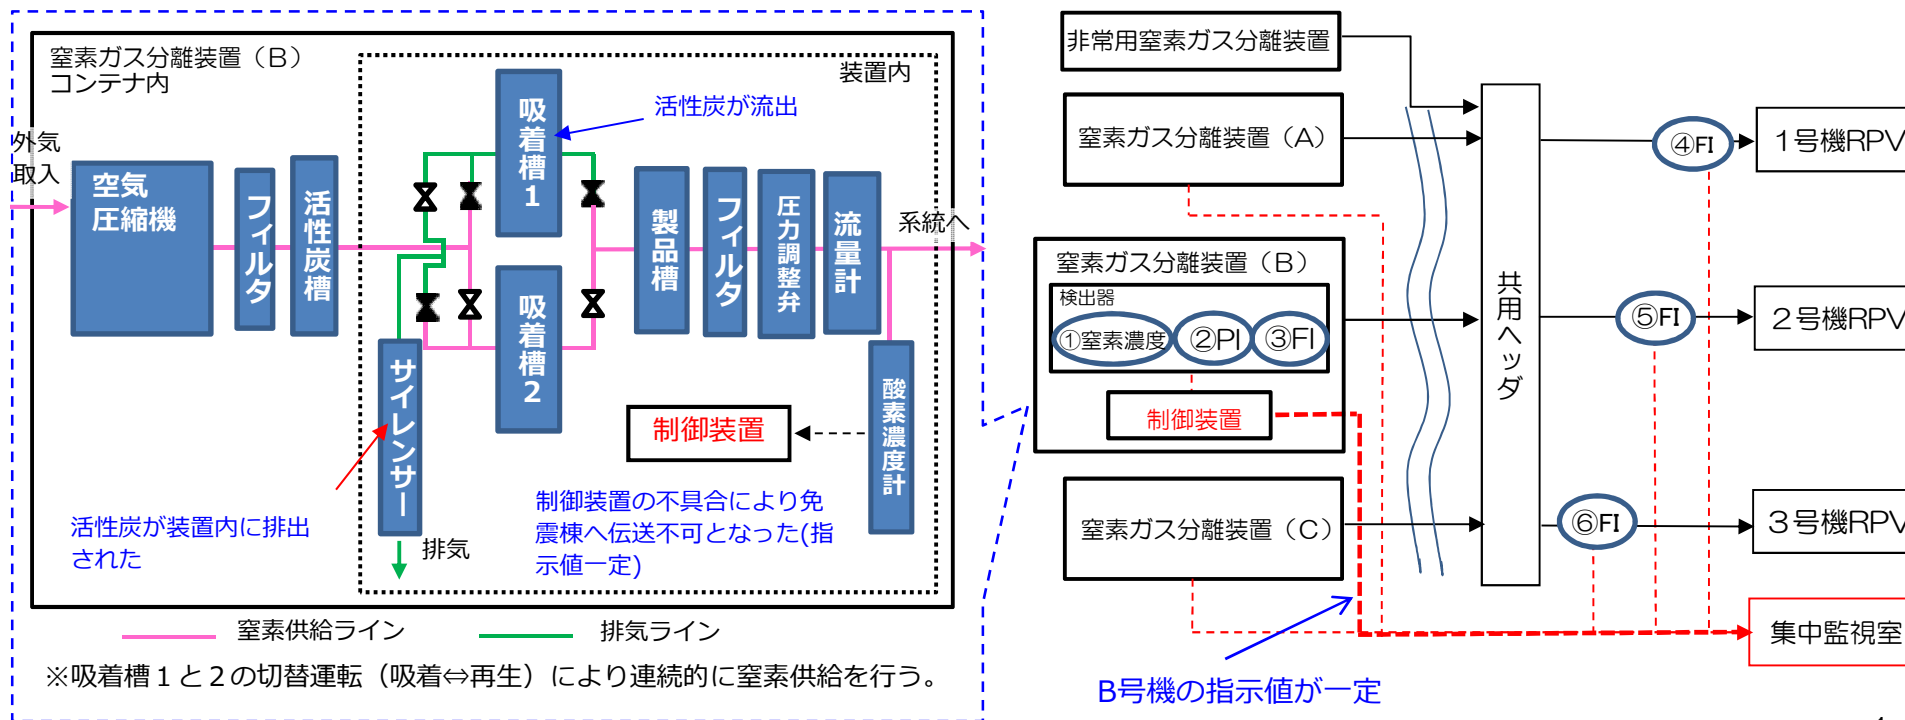 窒素ガス分離装置（B）
コンテナ内
装置内
外気
取入
空気
圧縮機
フィルタ
活性炭槽
吸着槽1
活性炭が流出
吸着槽2
製品槽
フィルタ
圧力調整弁
流量計
系統へ
サイレンサー
制御装置
酸素濃度計
活性炭が装置内に排出
された
排気
制御装置の不具合により免
震棟へ伝送不可となった(指
示値一定)
窒素供給ライン
排気ライン
※吸着槽１と２の切替運転（吸着⇔再生）により連続的に窒素供給を行う。
非常用窒素ガス分離装置
窒素ガス分離装置（A）
窒素ガス分離装置（B）
検出器
①窒素濃度
②PI
③FI
制御装置
窒素ガス分離装置（C）
共用ヘッダ
④FI
1号機RPV
⑤FI
2号機RPV
⑥FI
3号機RPV
集中監視室
B号機の指示値が一定